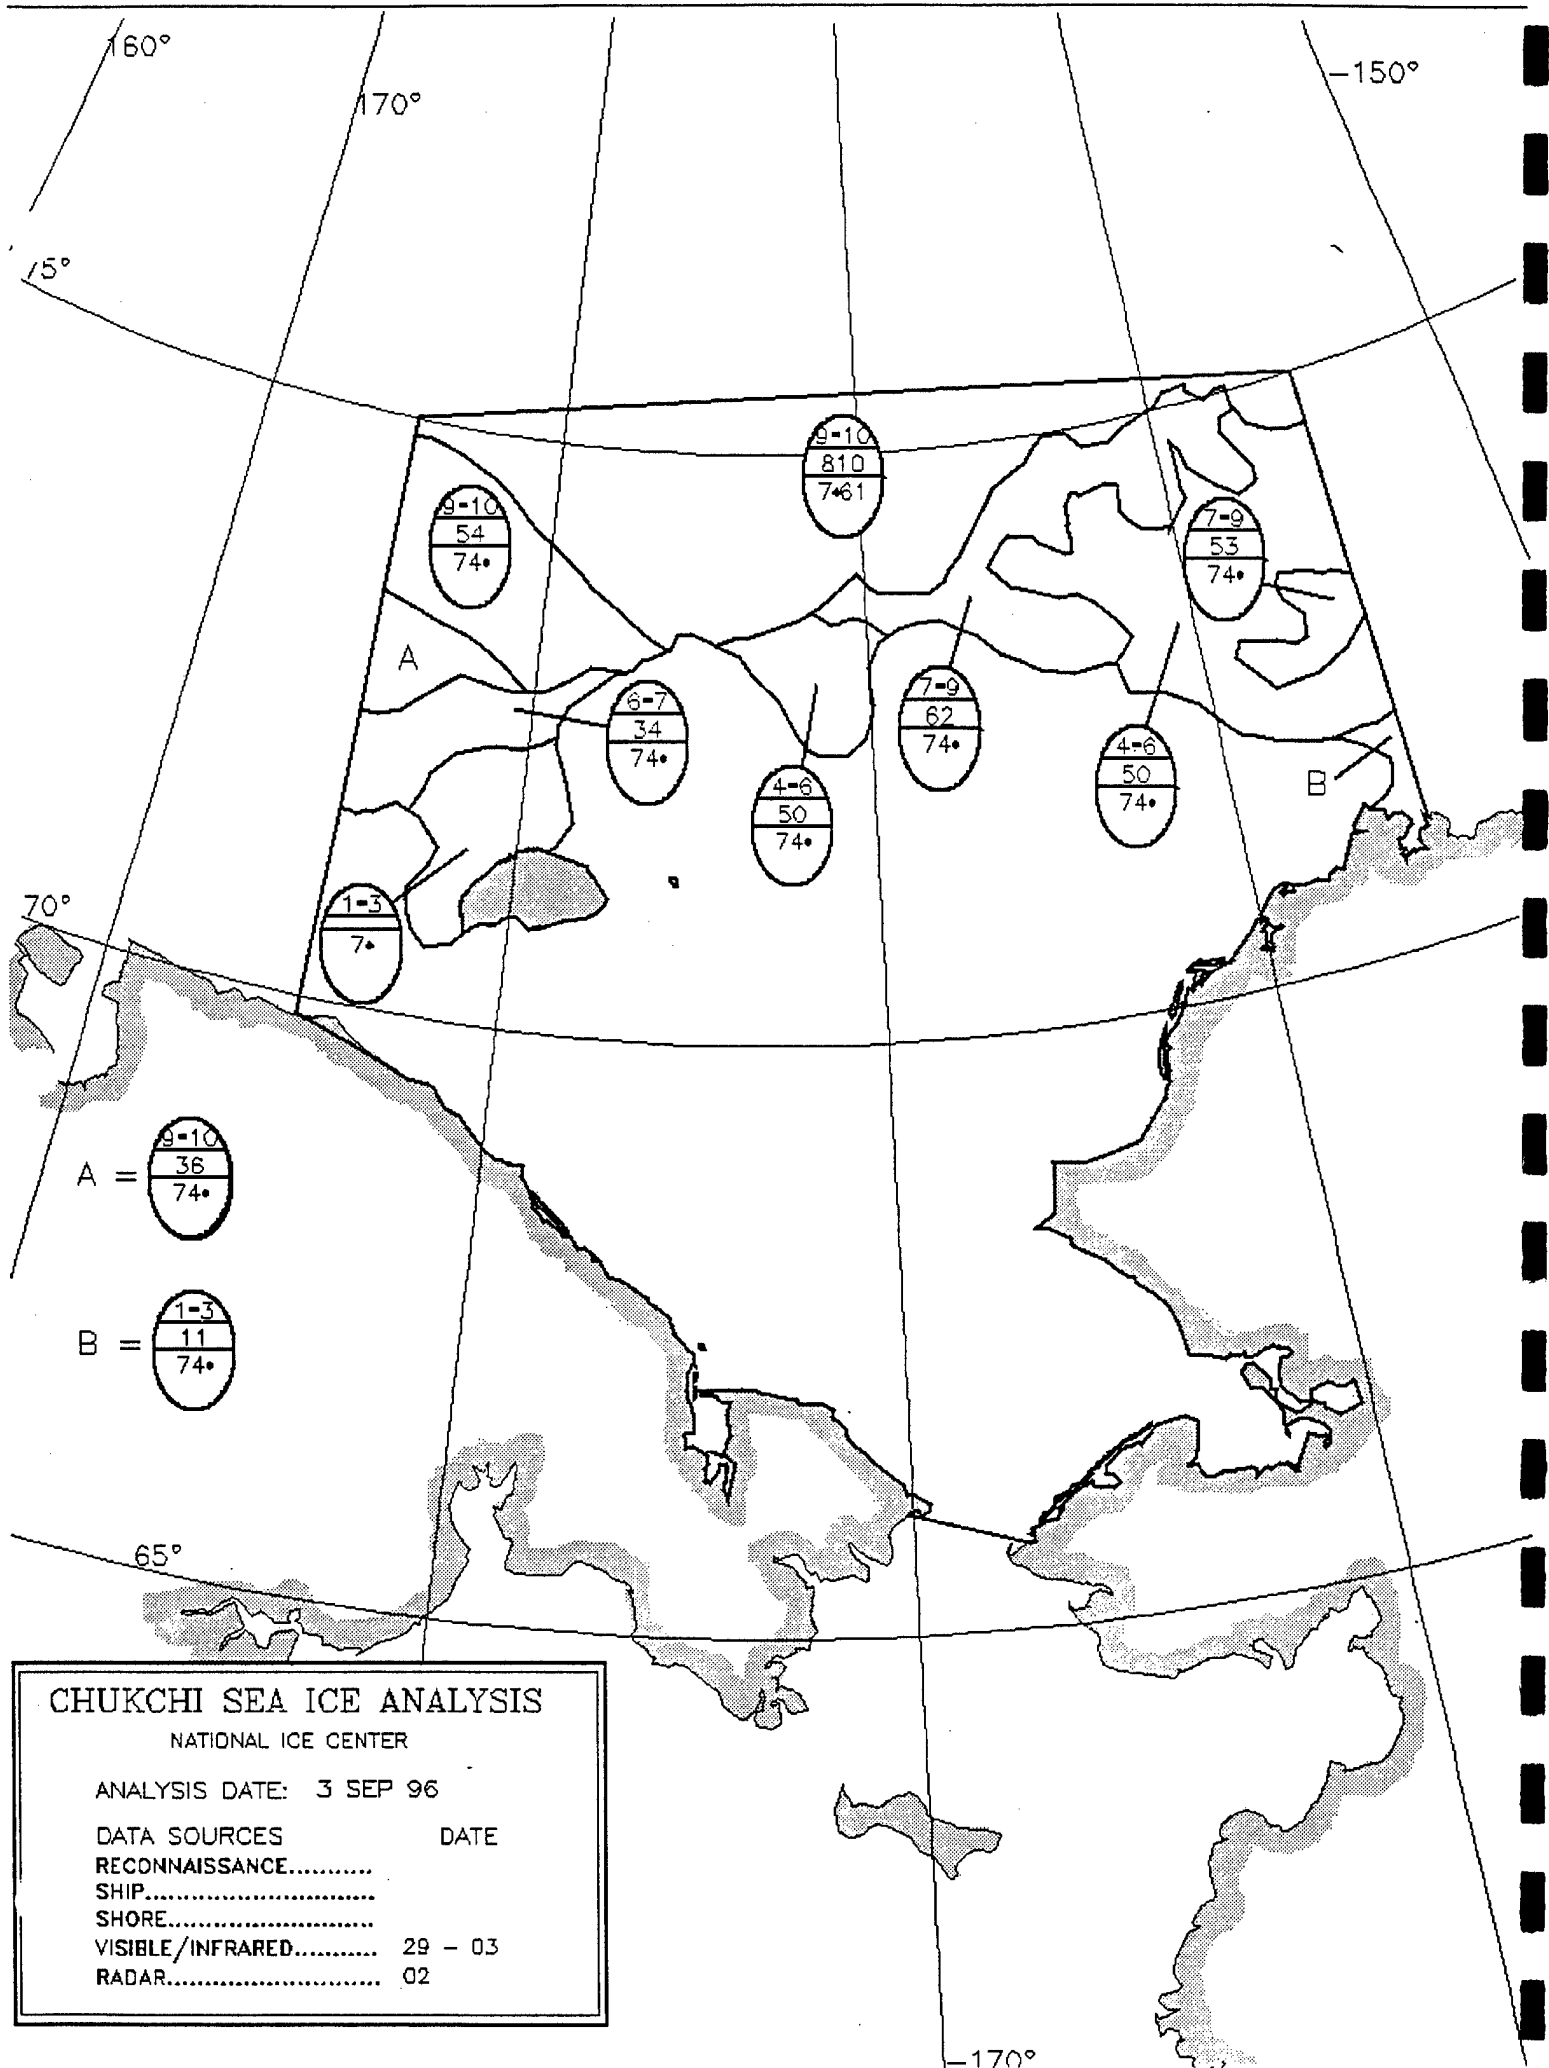 160°
170°
-150°
75°
9-10
810
7•61
9-10
54
74•
7-9
53
74•
A
6-7
34
74•
7-9
62
74•
4-6
50
74•
4-6
50
74•
B
1-3
7•
70°
A =
9-10
36
74•
B =
1-3
11
74•
65°
CHUKCHI SEA ICE ANALYSIS
NATIONAL ICE CENTER
ANALYSIS DATE: 3 SEP 96
DATA SOURCES DATE
RECONNAISSANCE...........
SHIP............................
SHORE.........................
VISIBLE/INFRARED........... 29 - 03
RADAR.......................... 02
-170°